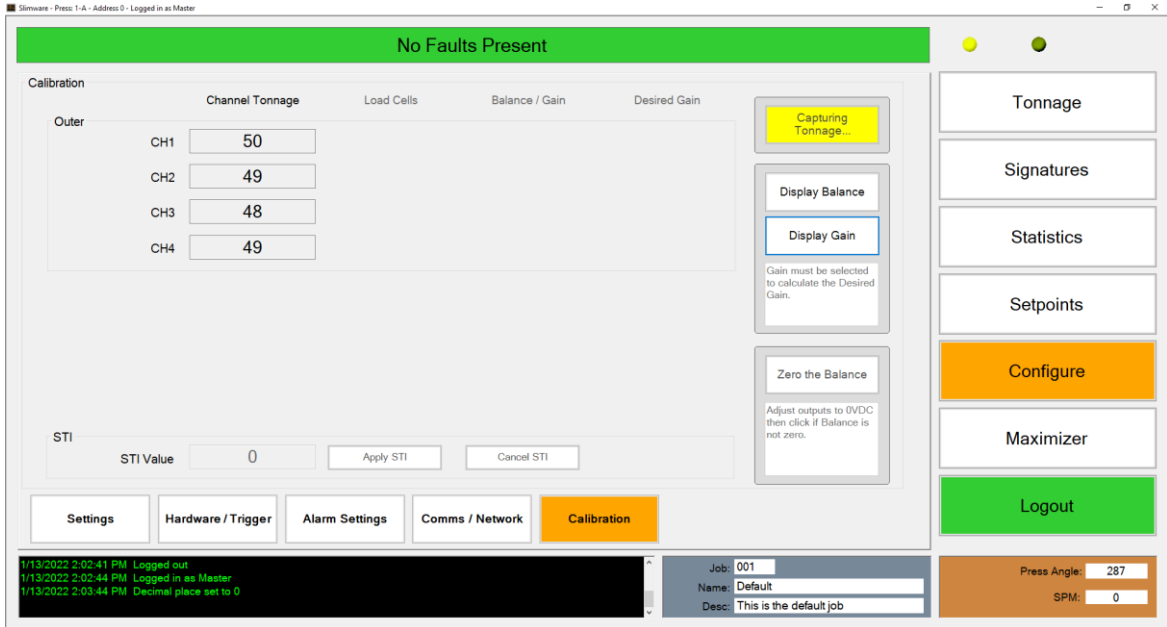 Slimware - Press: 1-A - Address 0 - Logged in as Master
No Faults Present
Calibration
Channel Tonnage Load Cells Balance / Gain Desired Gain
Outer
CH1 50
CH2 49
CH3 48
CH4 49
Capturing
Tonnage...
Display Balance
Display Gain
Gain must be selected
to calculate the Desired
Gain.
Zero the Balance
Adjust outputs to 0VDC
then click if Balance is
not zero.
STI
STI Value 0 Apply STI Cancel STI
Settings Hardware / Trigger Alarm Settings Comms / Network Calibration
Tonnage
Signatures
Statistics
Setpoints
Configure
Maximizer
Logout
1/13/2022 2:02:41 PM Logged out
1/13/2022 2:02:44 PM Logged in as Master
1/13/2022 2:03:44 PM Decimal place set to 0
Job: 001
Name: Default
Desc: This is the default job
Press Angle: 287
SPM: 0